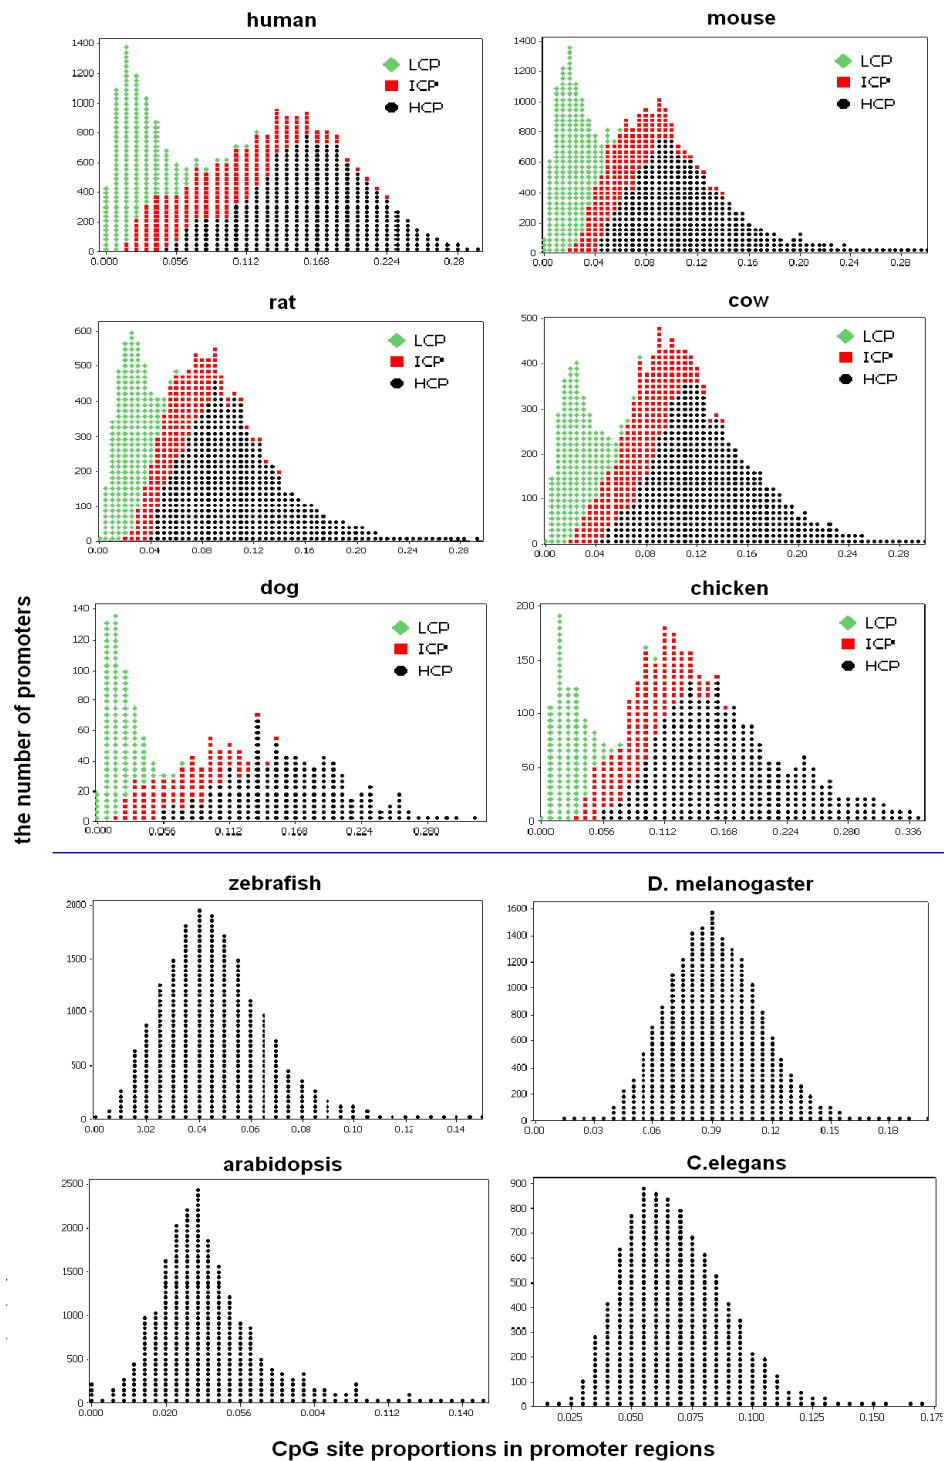 human
mouse
1400
1200
1000
800
600
400
200
0
LCP
ICP
HCP
0.000 0.056 0.112 0.168 0.224 0.28
1400
1200
1000
800
600
400
200
0
LCP
ICP
HCP
0.00 0.04 0.08 0.12 0.16 0.20 0.24 0.28
rat
cow
600
500
400
300
200
100
0
LCP
ICP
HCP
0.00 0.04 0.08 0.12 0.16 0.20 0.24 0.28
500
400
300
200
100
0
LCP
ICP
HCP
0.00 0.04 0.08 0.12 0.16 0.20 0.24 0.28
dog
chicken
140
120
100
80
60
40
20
0
LCP
ICP
HCP
0.000 0.056 0.112 0.168 0.224 0.280
200
150
100
50
0
LCP
ICP
HCP
0.000 0.056 0.112 0.168 0.224 0.280 0.336
the number of promoters
zebrafish
D. melanogaster
2000
1500
1000
500
0
0.00 0.02 0.04 0.06 0.08 0.10 0.12 0.14
1600
1400
1200
1000
800
600
400
200
0
0.00 0.03 0.06 0.09 0.12 0.15 0.18
arabidopsis
C.elegans
2500
2000
1500
1000
500
0
0.000 0.020 0.056 0.004 0.112 0.140
900
800
700
600
500
400
300
200
100
0
0.025 0.050 0.075 0.100 0.125 0.150 0.175
CpG site proportions in promoter regions